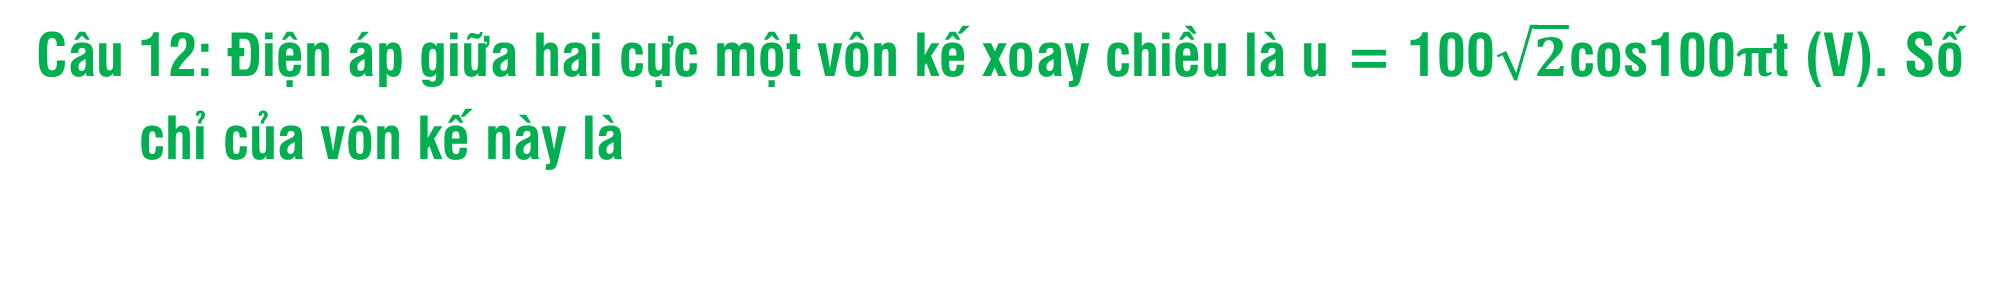 Câu 12: Điện áp giữa hai cực một vôn kế xoay chiều là u = 100√2cos100πt (V). Số
chỉ của vôn kế này là